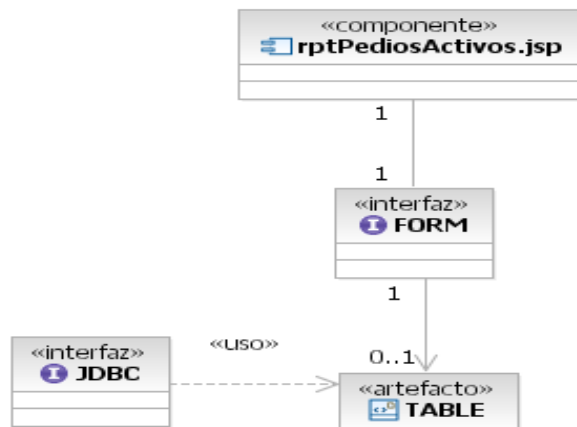 «componente»
rptPediosActivos.jsp
1
1
«interfaz»
FORM
1
«uso»
0..1
«interfaz»
JDBC
«artefacto»
TABLE